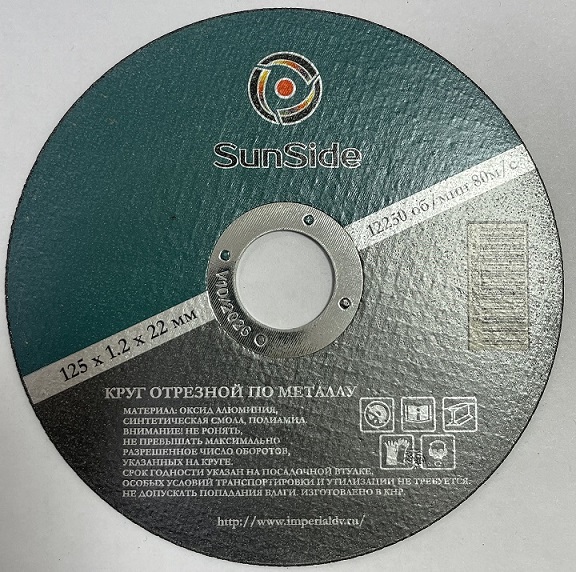 SunSide
12250 об/мин 80м/с
125 x 1.2 x 22 мм
КРУГ ОТРЕЗНОЙ ПО МЕТАЛЛУ
МАТЕРИАЛ: ОКСИД АЛЮМИНИЯ,
СИНТЕТИЧЕСКАЯ СМОЛА, ПОЛИАМИД.
ВНИМАНИЕ! НЕ РОНЯТЬ,
НЕ ПРЕВЫШАТЬ МАКСИМАЛЬНО
РАЗРЕШЕННОЕ ЧИСЛО ОБОРОТОВ,
УКАЗАННЫХ НА КРУГЕ.
СРОК ГОДНОСТИ УКАЗАН НА ПОСАДОЧНОЙ ВТУЛКЕ.
ОСОБЫХ УСЛОВИЙ ТРАНСПОРТИРОВКИ И УТИЛИЗАЦИИ НЕ ТРЕБУЕТСЯ.
НЕ ДОПУСКАТЬ ПОПАДАНИЯ ВЛАГИ. ИЗГОТОВЛЕНО В КНР.
http://www.imperialdv.ru/